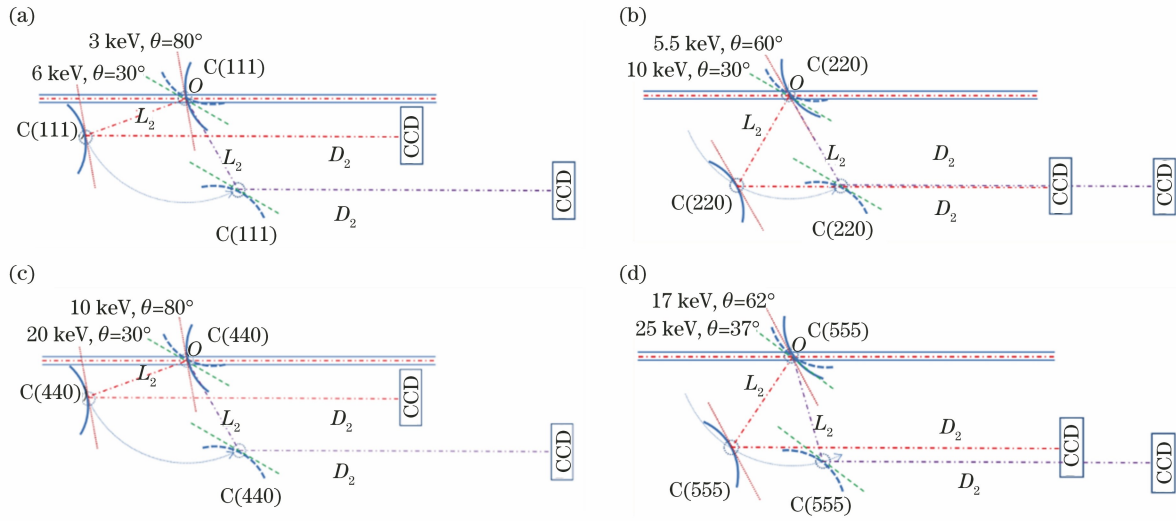 (a)
3 keV, θ=80°
6 keV, θ=30°
C(111)
O
L₂
C(111)
D₂
CCD
L₂
D₂
CCD
C(111)
(b)
5.5 keV, θ=60°
10 keV, θ=30°
C(220)
O
L₂
L₂
D₂
C(220)
D₂
C(220)
CCD
CCD
(c)
10 keV, θ=80°
20 keV, θ=30°
C(440)
O
L₂
C(440)
D₂
CCD
L₂
D₂
CCD
C(440)
(d)
17 keV, θ=62°
25 keV, θ=37°
C(555)
O
L₂
L₂
D₂
CCD
D₂
CCD
C(555)
C(555)